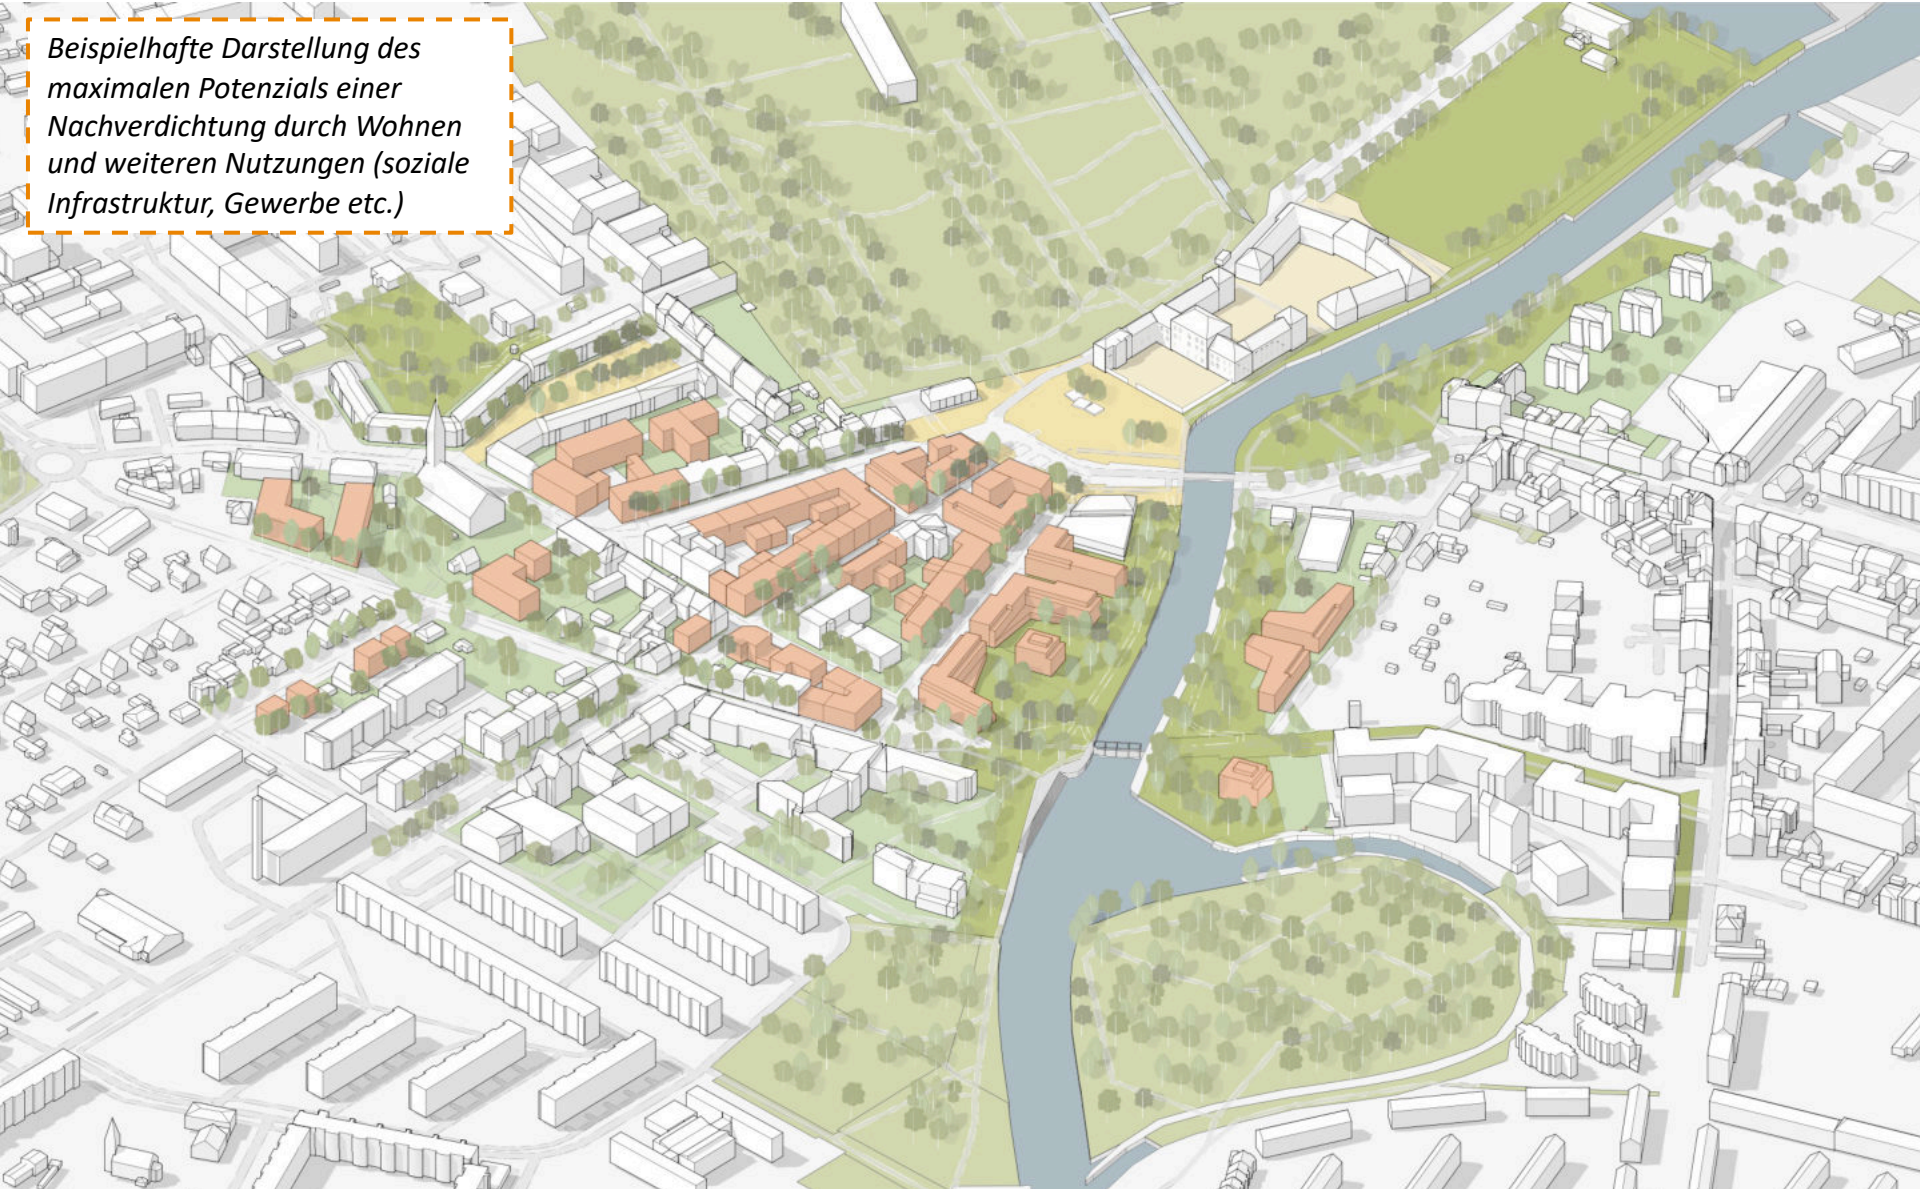 Beispielhafte Darstellung des
maximalen Potenzials einer
Nachverdichtung durch Wohnen
und weiteren Nutzungen (soziale
Infrastruktur, Gewerbe etc.)